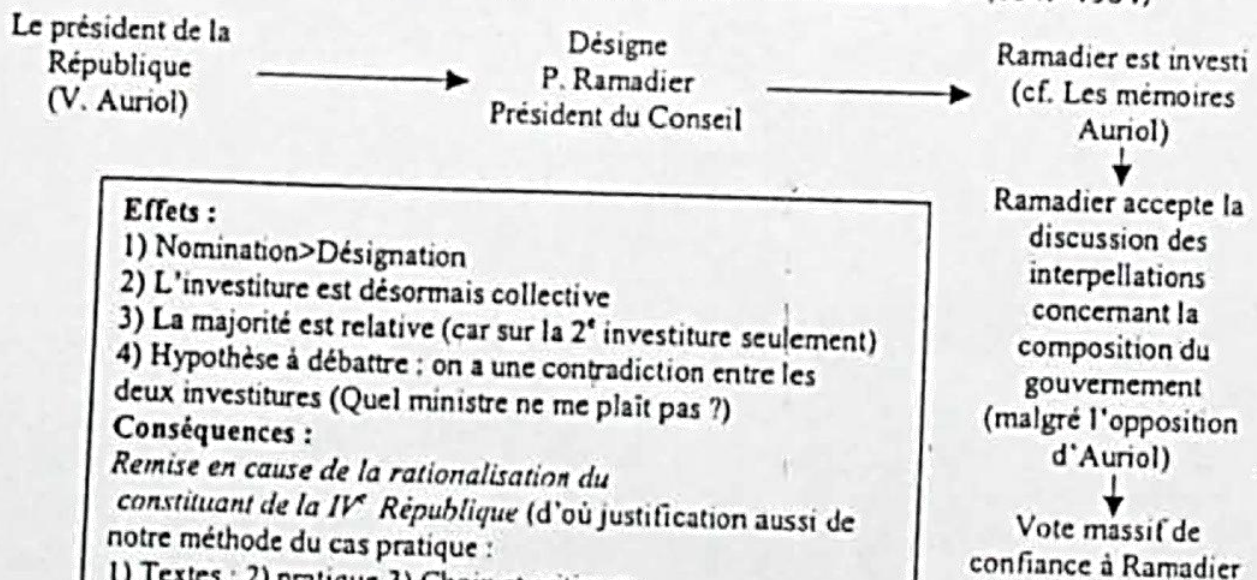 Le président de la
République
(V. Auriol)
Désigne
P. Ramadier
Président du Conseil
Ramadier est investi
(cf. Les mémoires
Auriol)
Ramadier accepte la
discussion des
interpellations
concernant la
composition du
gouvernement
(malgré l'opposition
d'Auriol)
Vote massif de
confiance à Ramadier
Effets :
1) Nomination>Désignation
2) L'investiture est désormais collective
3) La majorité est relative (car sur la 2ᵉ investiture seulement)
4) Hypothèse à débattre : on a une contradiction entre les
deux investitures (Quel ministre ne me plaît pas ?)
Conséquences :
Remise en cause de la rationalisation du
constituant de la IVᵉ République (d'où justification aussi de
notre méthode du cas pratique :
1) Textes ; 2) pratique 3)